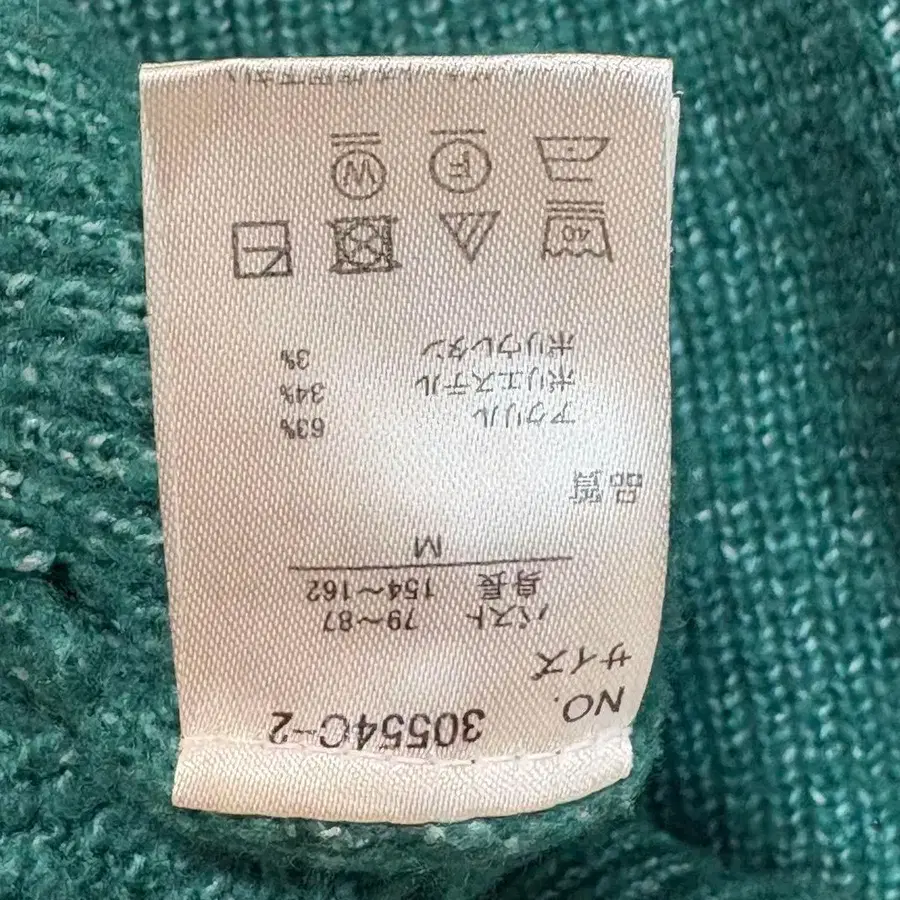 NO. 30554C-2
サイズ
バスト 79～87
身長 154～162
M
品質
アクリル 63%
ポリエステル 34%
ポリウレタン 3%
40
F W